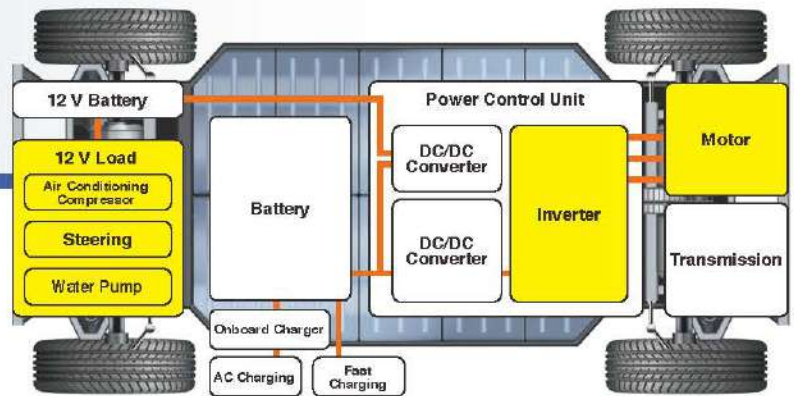 12 V Battery
12 V Load
Air Conditioning
Compressor
Steering
Water Pump
Battery
Onboard Charger
AC Charging
Fast
Charging
Power Control Unit
DC/DC
Converter
DC/DC
Converter
Inverter
Motor
Transmission